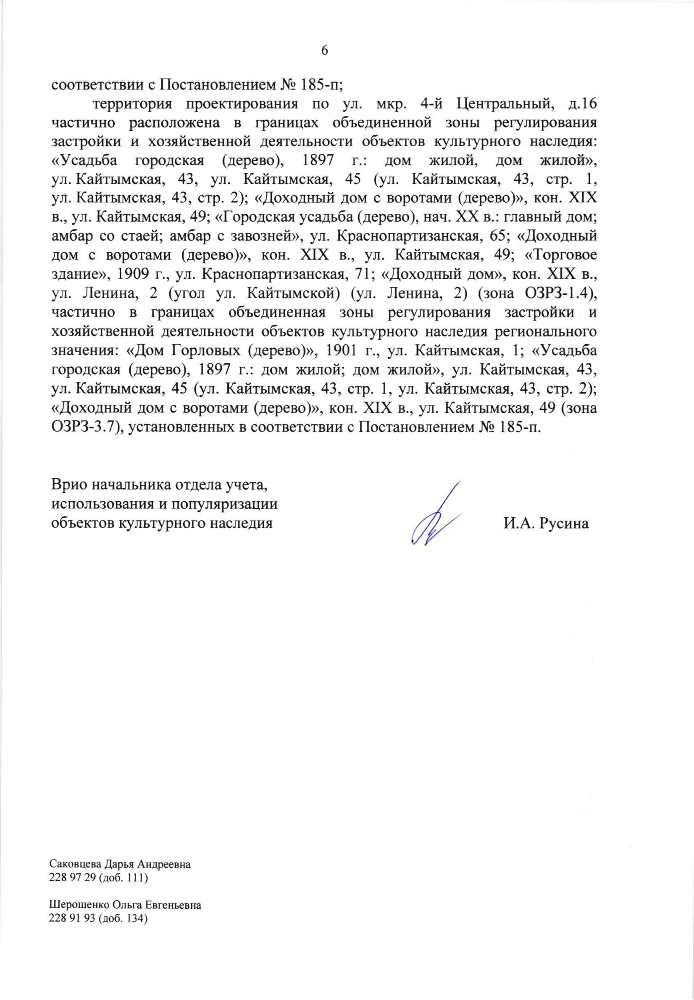 6
соответствии с Постановлением № 185-п;
территория проектирования по ул. мкр. 4-й Центральный, д.16
частично расположена в границах объединенной зоны регулирования
застройки и хозяйственной деятельности объектов культурного наследия:
«Усадьба городская (дерево), 1897 г.: дом жилой, дом жилой»,
ул. Кайтымская, 43, ул. Кайтымская, 45 (ул. Кайтымская, 43, стр. 1,
ул. Кайтымская, 43, стр. 2); «Доходный дом с воротами (дерево)», кон. XIX
в., ул. Кайтымская, 49; «Городская усадьба (дерево), нач. XX в.: главный дом;
амбар со стаей; амбар с завозней», ул. Краснопартизанская, 65; «Доходный
дом с воротами (дерево)», кон. XIX в., ул. Кайтымская, 49; «Торговое
здание», 1909 г., ул. Краснопартизанская, 71; «Доходный дом», кон. XIX в.,
ул. Ленина, 2 (угол ул. Кайтымской) (ул. Ленина, 2) (зона ОЗРЗ-1.4),
частично в границах объединенная зоны регулирования застройки и
хозяйственной деятельности объектов культурного наследия регионального
значения: «Дом Горловых (дерево)», 1901 г., ул. Кайтымская, 1; «Усадьба
городская (дерево), 1897 г.: дом жилой; дом жилой», ул. Кайтымская, 43,
ул. Кайтымская, 45 (ул. Кайтымская, 43, стр. 1, ул. Кайтымская, 43, стр. 2);
«Доходный дом с воротами (дерево)», кон. XIX в., ул. Кайтымская, 49 (зона
ОЗРЗ-3.7), установленных в соответствии с Постановлением № 185-п.
Врио начальника отдела учета,
использования и популяризации
объектов культурного наследия И.А. Русина
Саковцева Дарья Андреевна
228 97 29 (доб. 111)
Шерошенко Ольга Евгеньевна
228 91 93 (доб. 134)